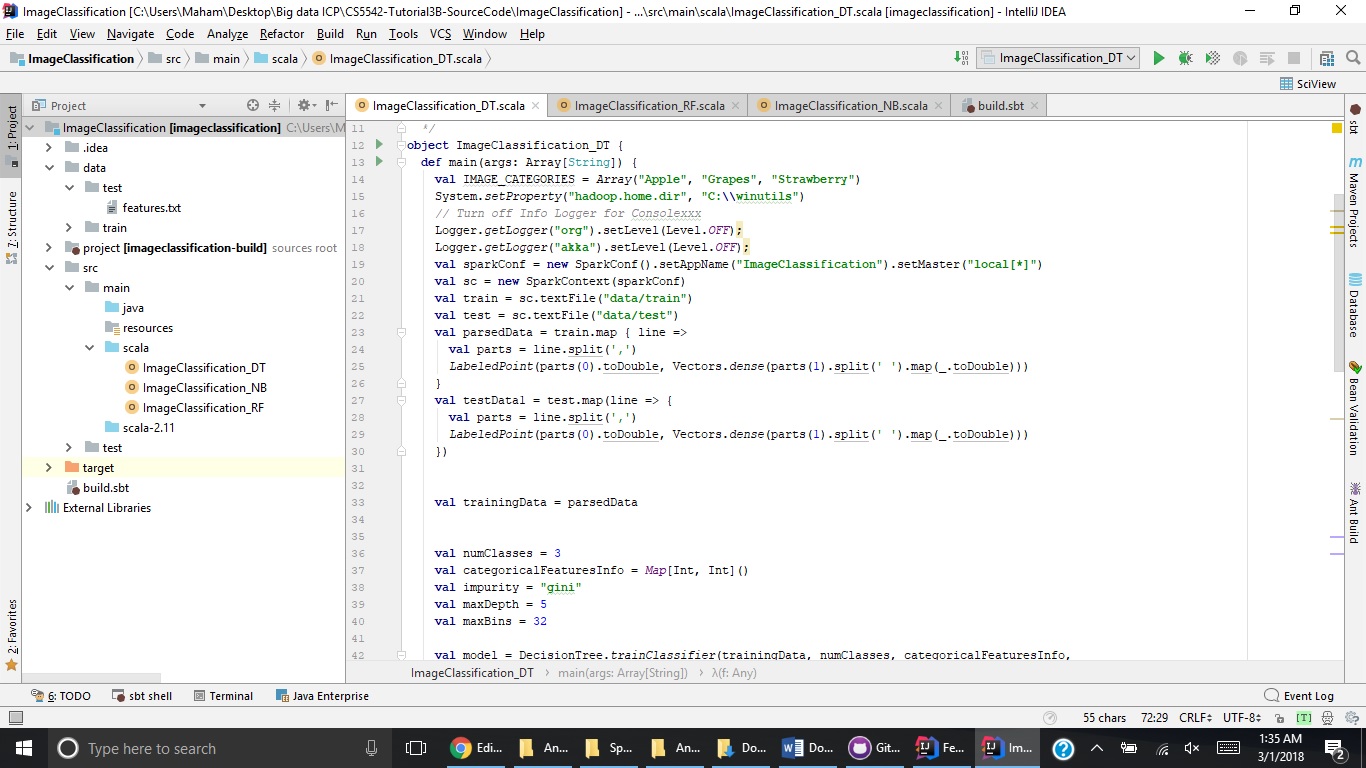 ImageClassification [C:\Users\Maham\Desktop\Big data ICP\CS5542-Tutorial3B-SourceCode\ImageClassification] - ...\src\main\scala\ImageClassification_DT.scala [imageclassification] - IntelliJ IDEA
File Edit View Navigate Code Analyze Refactor Build Run Tools VCS Window Help
ImageClassification src main scala ImageClassification_DT.scala ImageClassification_DT
SciView
Project ImageClassification_DT.scala ImageClassification_RF.scala ImageClassification_NB.scala build.sbt
1: Project
Z: Structure
2: Favorites
ImageClassification [imageclassification] C:\Users\M
.idea
data
test
features.txt
train
project [imageclassification-build] sources root
src
main
java
resources
scala
ImageClassification_DT
ImageClassification_NB
ImageClassification_RF
scala-2.11
test
target
build.sbt
External Libraries
11 */
12 object ImageClassification_DT {
13 def main(args: Array[String]) {
14 val IMAGE_CATEGORIES = Array("Apple", "Grapes", "Strawberry")
15 System.setProperty("hadoop.home.dir", "C:\\winutils")
16 // Turn off Info Logger for Consolexxx
17 Logger.getLogger("org").setLevel(Level.OFF);
18 Logger.getLogger("akka").setLevel(Level.OFF);
19 val sparkConf = new SparkConf().setAppName("ImageClassification").setMaster("local[*]")
20 val sc = new SparkContext(sparkConf)
21 val train = sc.textFile("data/train")
22 val test = sc.textFile("data/test")
23 val parsedData = train.map { line =>
24 val parts = line.split(',')
25 LabeledPoint(parts(0).toDouble, Vectors.dense(parts(1).split(' ').map(_.toDouble)))
26 }
27 val testData1 = test.map(line => {
28 val parts = line.split(',')
29 LabeledPoint(parts(0).toDouble, Vectors.dense(parts(1).split(' ').map(_.toDouble)))
30 })
31
32
33 val trainingData = parsedData
34
35
36 val numClasses = 3
37 val categoricalFeaturesInfo = Map[Int, Int]()
38 val impurity = "gini"
39 val maxDepth = 5
40 val maxBins = 32
41
42 val model = DecisionTree.trainClassifier(trainingData, numClasses, categoricalFeaturesInfo,
ImageClassification_DT main(args: Array[String]) λ(f: Any)
sbt
Maven Projects
Database
Bean Validation
Ant Build
6: TODO sbt shell Terminal Java Enterprise Event Log
55 chars 72:29 CRLF UTF-8 [T]
Type here to search Edi... An... Sp... An... Do... Do... Git... Fe... Im... 1:35 AM
3/1/2018 2